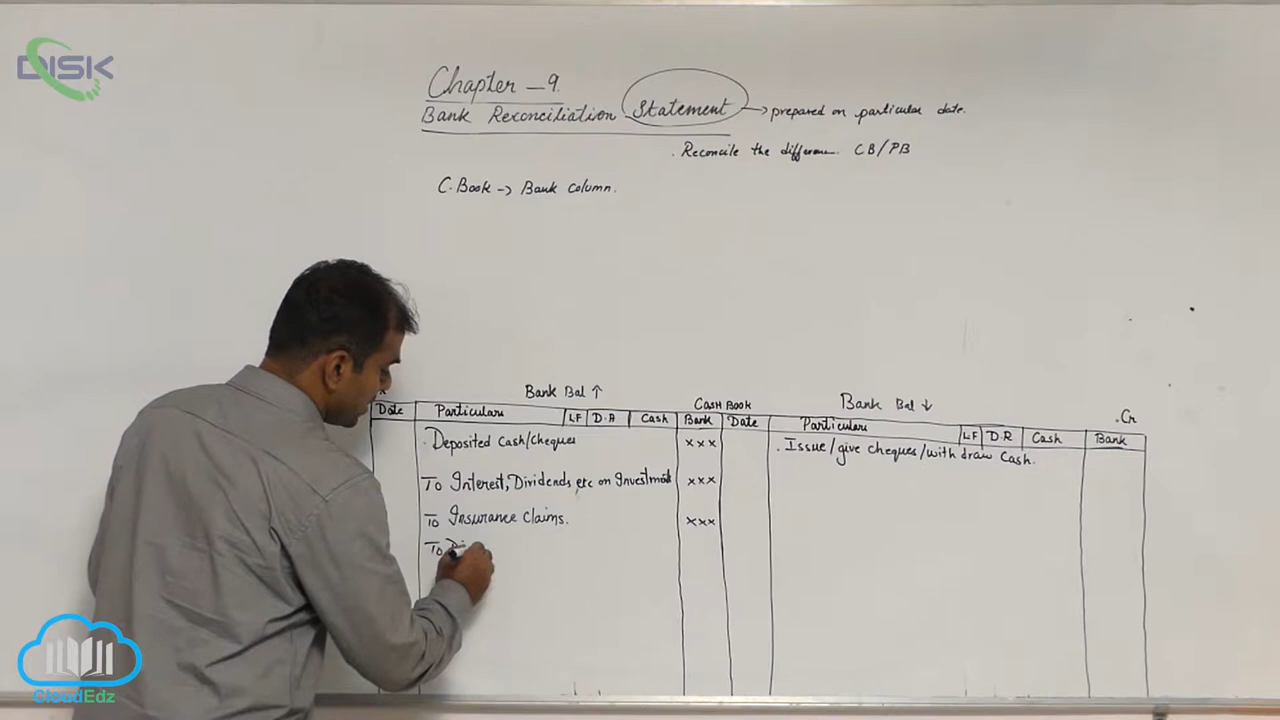 DISK
Chapter – 9.
Bank Reconciliation Statement → prepared on particular date.
. Reconcile the difference CB/PB
C. Book → Bank column.
Bank Bal ↑
CASH BOOK
Bank Bal ↓
.Cr
Date Particulars LF D.A Cash Bank Date Particulars LF D.R Cash Bank
. Deposited Cash/cheques xxx
. Issue/give cheques/with draw Cash.
To Interest, Dividends, etc on Investments xxx
To Insurance Claims. xxx
To Di
CloudEdz